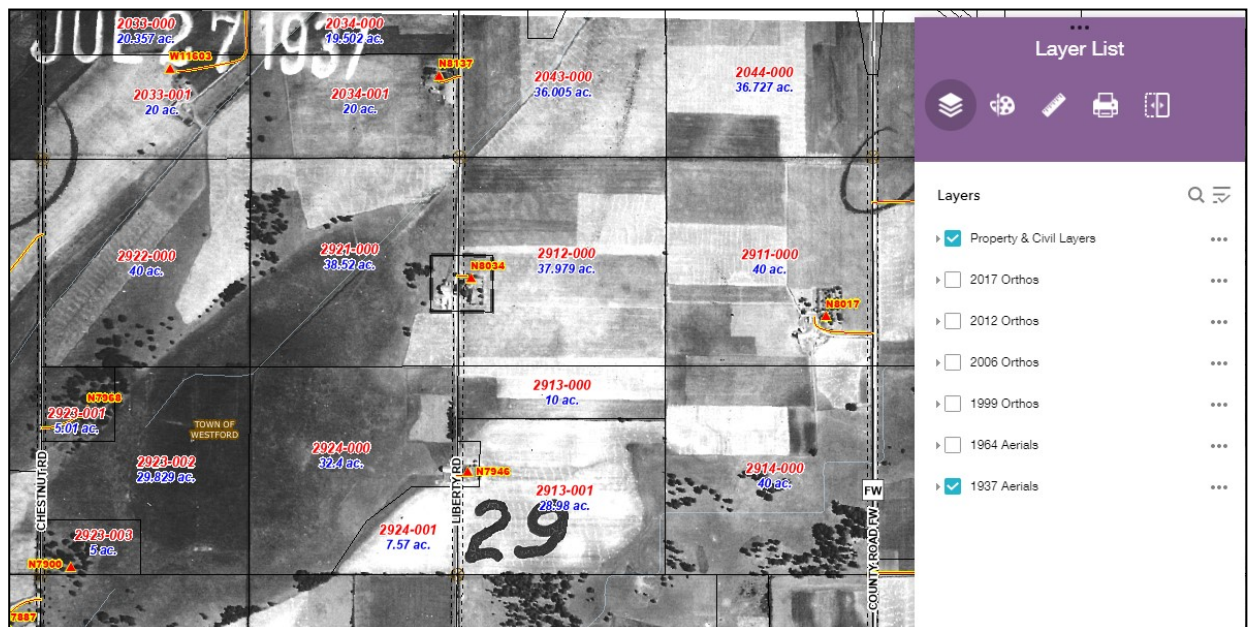 2033-000
20.357 ac.
2034-000
19.502 ac.
JUL 27 1937
W11603
N8137
2033-001
20 ac.
2034-001
20 ac.
2043-000
36.005 ac.
2044-000
36.727 ac.
2922-000
40 ac.
2921-000
38.52 ac.
2912-000
37.979 ac.
2911-000
40 ac.
N8034
N8017
2913-000
10 ac.
N7968
2923-001
5.01 ac.
TOWN OF
WESTFORD
2923-002
29.829 ac.
2924-000
32.4 ac.
N7946
2913-001
28.98 ac.
2914-000
40 ac.
29
2924-001
7.57 ac.
2923-003
5 ac.
N7900
7887
CHESTNUT RD
LIBERTY RD
FW
COUNTY ROAD FW
Layer List
Layers
Property & Civil Layers
2017 Orthos
2012 Orthos
2006 Orthos
1999 Orthos
1964 Aerials
1937 Aerials